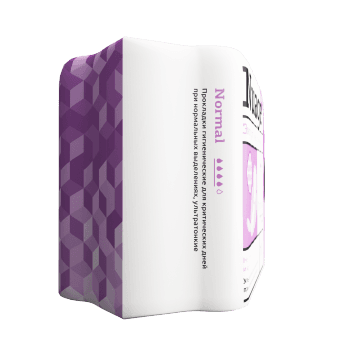 Normal
Прокладки гигиенические для критических дней
при нормальных выделениях, ультратонкие